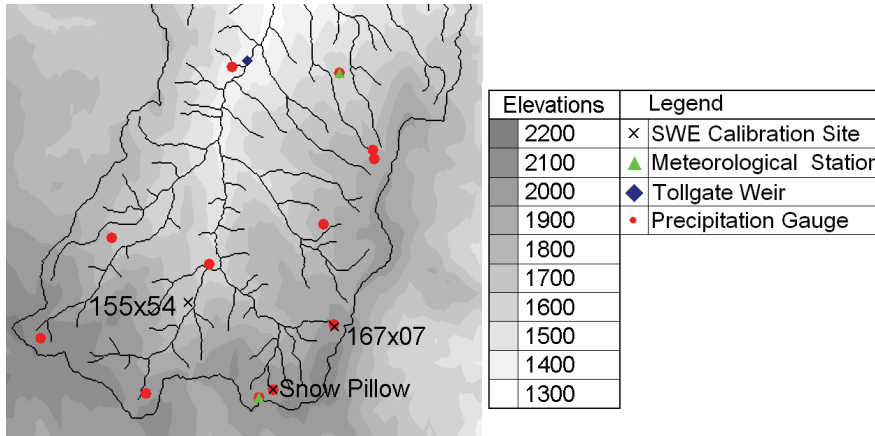 155x54
167x07
Snow Pillow
Elevations Legend
2200 SWE Calibration Site
2100 Meteorological Station
2000 Tollgate Weir
1900 Precipitation Gauge
1800
1700
1600
1500
1400
1300